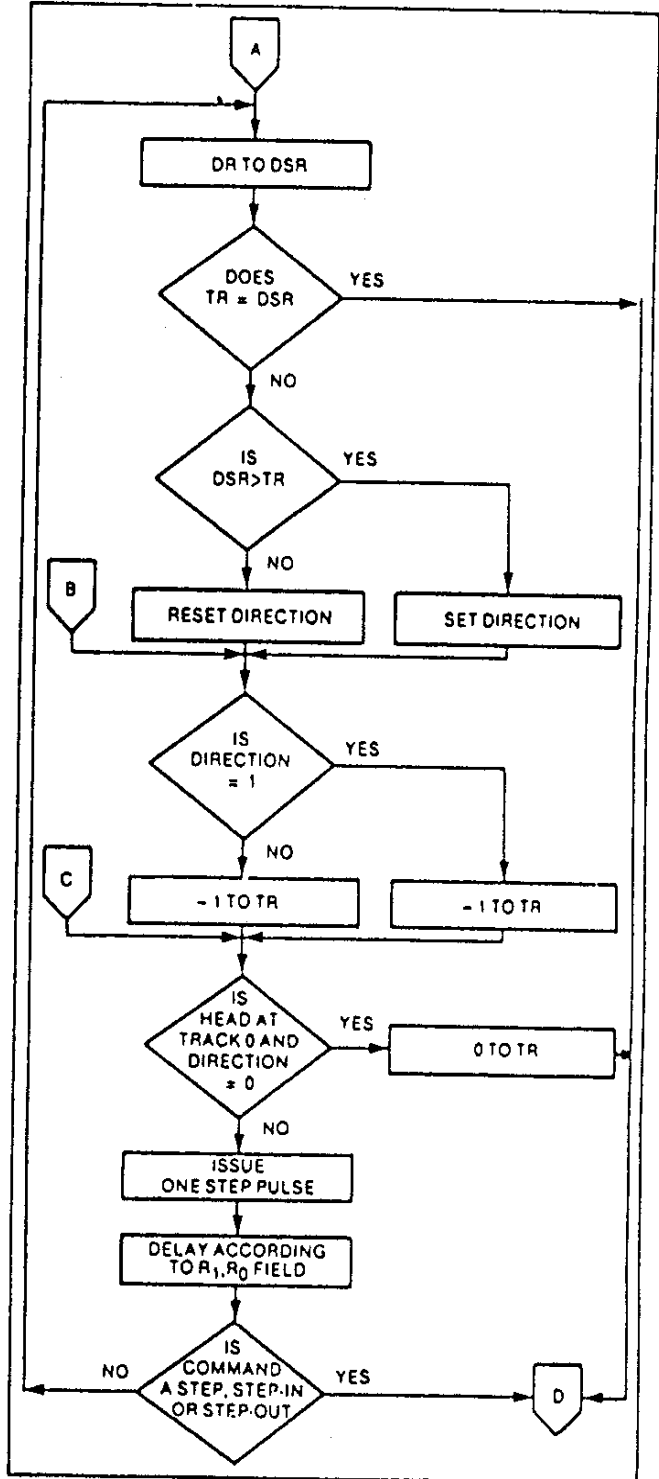 A
DR TO DSR
DOES
TR = DSR
YES
NO
IS
DSR>TR
YES
NO
B
RESET DIRECTION
SET DIRECTION
IS
DIRECTION
= 1
YES
NO
C
- 1 TO TR
- 1 TO TR
IS
HEAD AT
TRACK 0 AND
DIRECTION
= 0
YES
0 TO TR
NO
ISSUE
ONE STEP PULSE
DELAY ACCORDING
TO R1, R0 FIELD
IS
COMMAND
A STEP, STEP-IN
OR STEP-OUT
NO
YES
D